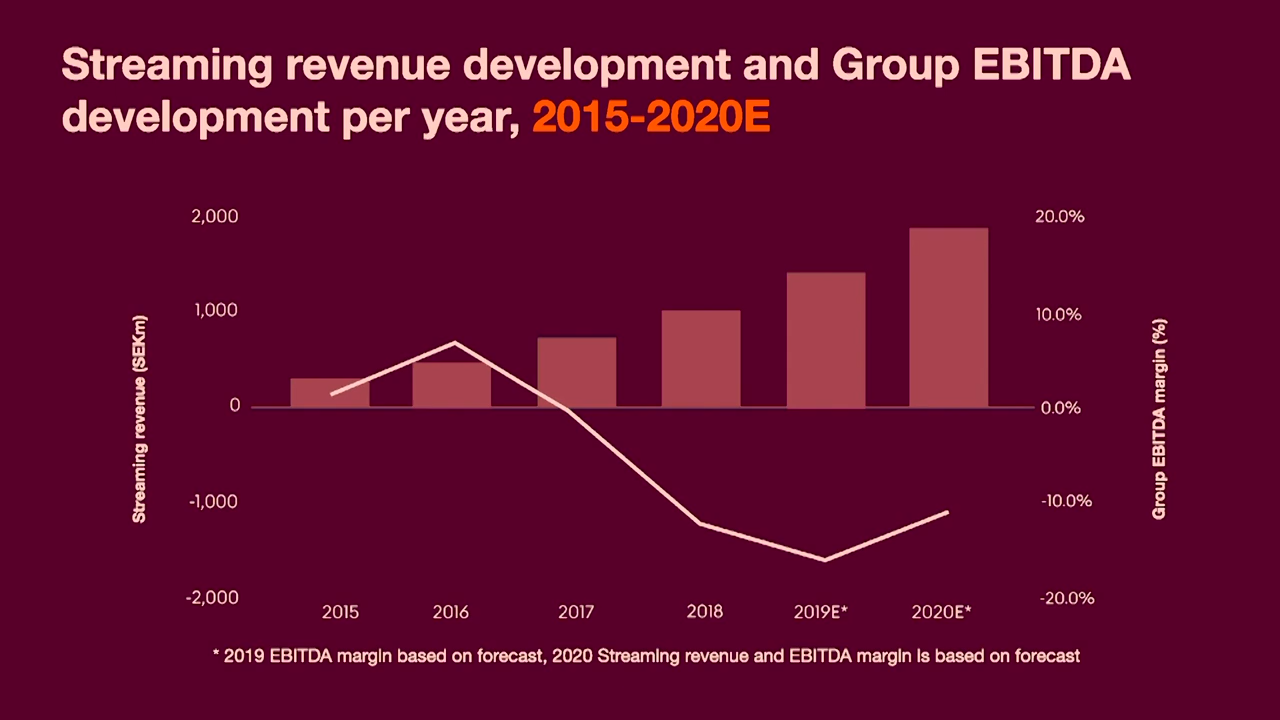 Streaming revenue development and Group EBITDA
development per year, 2015-2020E
2,000
20.0%
1,000
10.0%
Streaming revenue (SEKm)
Group EBITDA margin (%)
0
0.0%
-1,000
-10.0%
-2,000
-20.0%
2015 2016 2017 2018 2019E* 2020E*
* 2019 EBITDA margin based on forecast, 2020 Streaming revenue and EBITDA margin is based on forecast